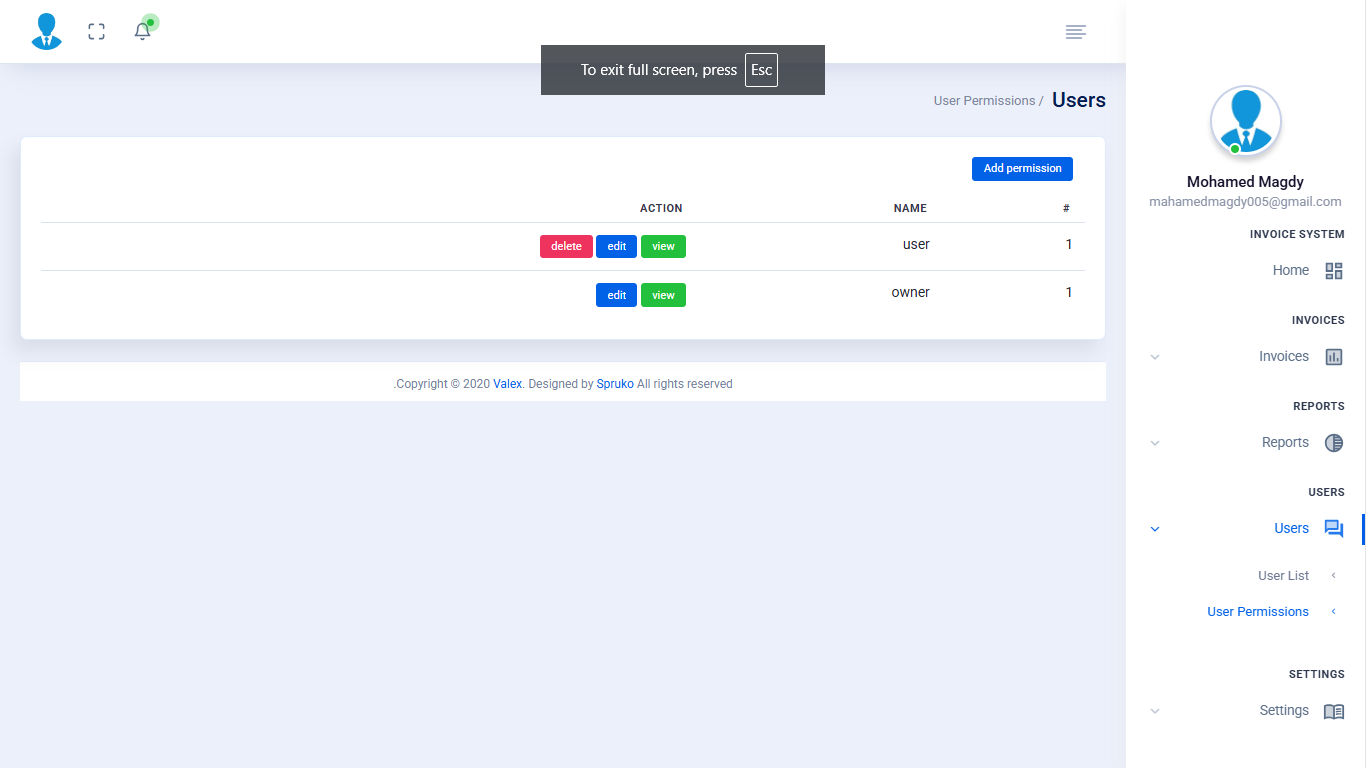 To exit full screen, press Esc
Users
User Permissions /
Add permission
# NAME ACTION
1 user view edit delete
1 owner view edit
.Copyright © 2020 Valex. Designed by Spruko All rights reserved
Mohamed Magdy
mahamedmagdy005@gmail.com
INVOICE SYSTEM
Home
INVOICES
Invoices
REPORTS
Reports
USERS
Users
User List
User Permissions
SETTINGS
Settings